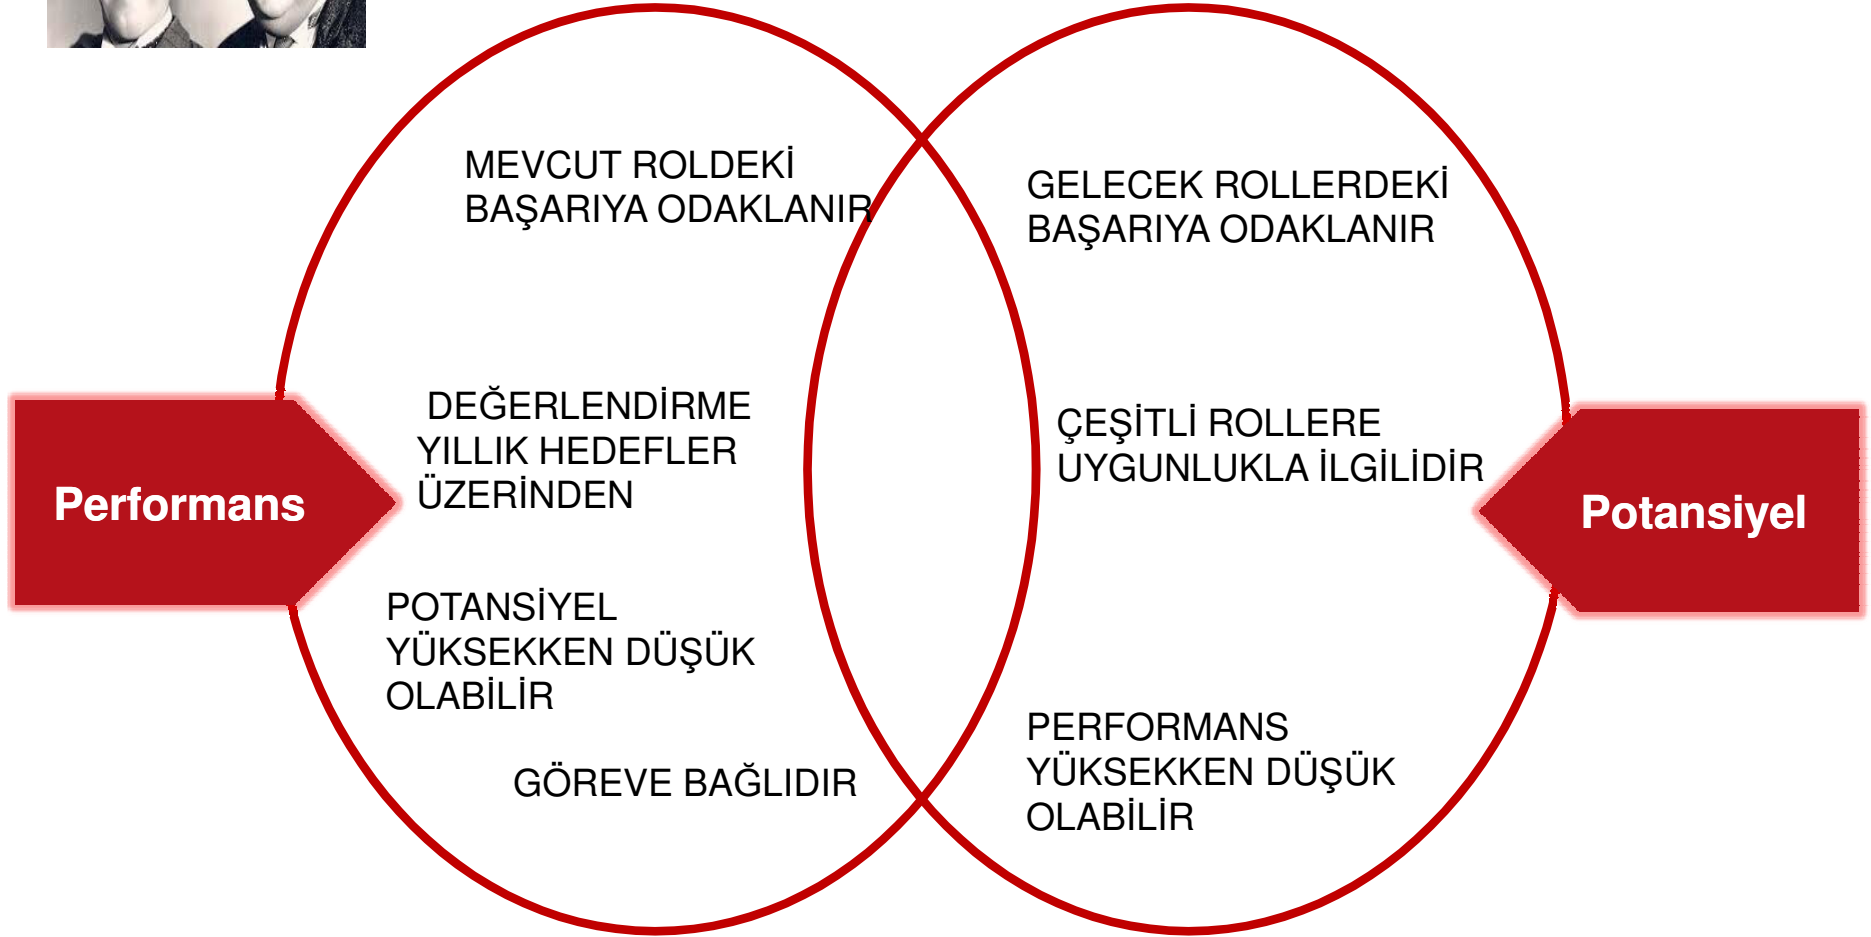 MEVCUT ROLDEKİ
BAŞARIYA ODAKLANIR
DEĞERLENDİRME
YILLIK HEDEFLER
ÜZERİNDEN
POTANSİYEL
YÜKSEKKEN DÜŞÜK
OLABİLİR
GÖREVE BAĞLIDIR
Performans
GELECEK ROLLERDEKİ
BAŞARIYA ODAKLANIR
ÇEŞİTLİ ROLLERE
UYGUNLUKLA İLGİLİDİR
PERFORMANS
YÜKSEKKEN DÜŞÜK
OLABİLİR
Potansiyel